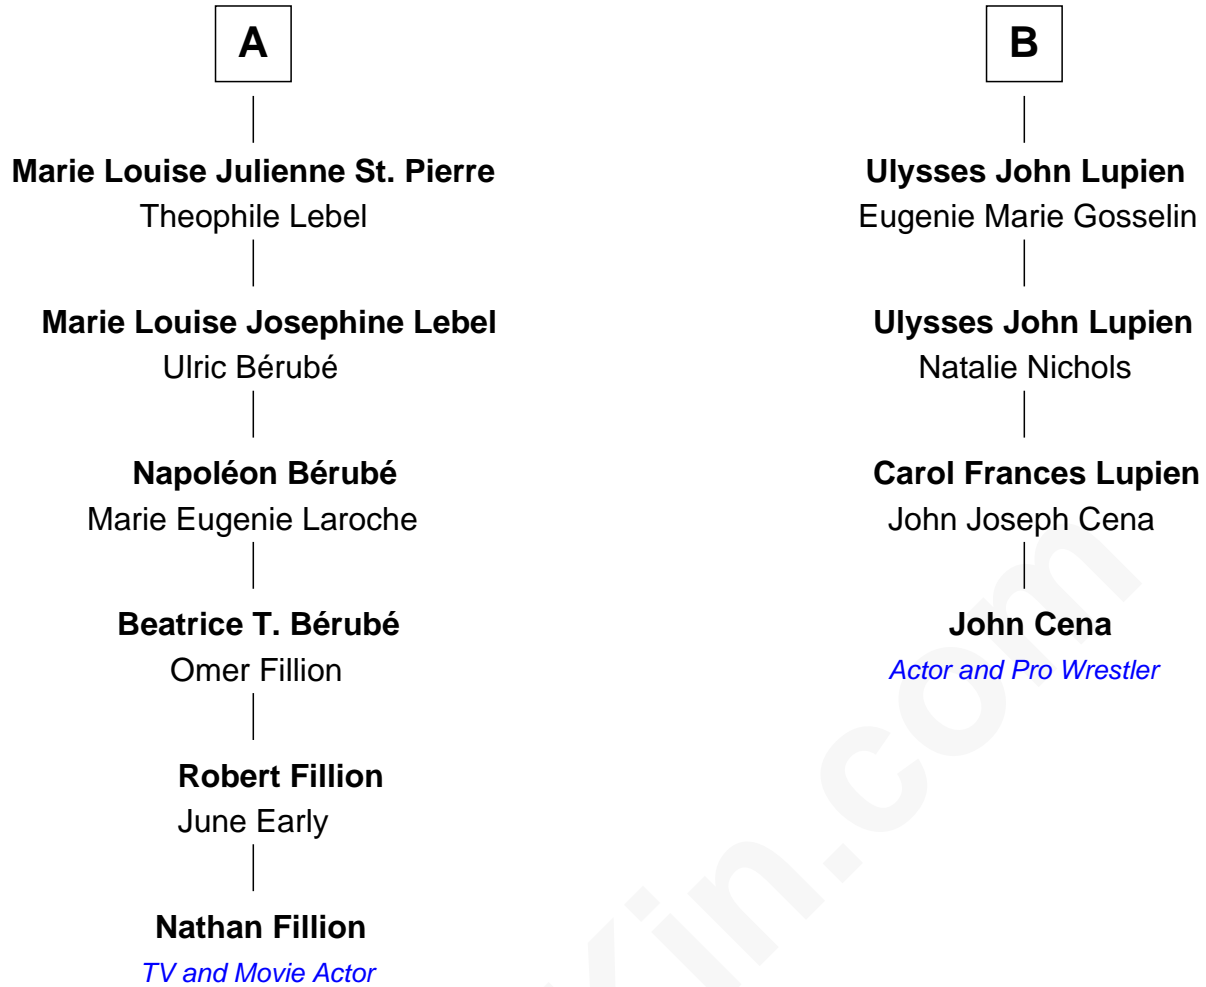 A
Marie Louise Julienne St. Pierre
Theophile Lebel
Marie Louise Josephine Lebel
Ulric Bérubé
Napoléon Bérubé
Marie Eugenie Laroche
Beatrice T. Bérubé
Omer Fillion
Robert Fillion
June Early
Nathan Fillion
TV and Movie Actor
B
Ulysses John Lupien
Eugenie Marie Gosselin
Ulysses John Lupien
Natalie Nichols
Carol Frances Lupien
John Joseph Cena
John Cena
Actor and Pro Wrestler
Kin.com